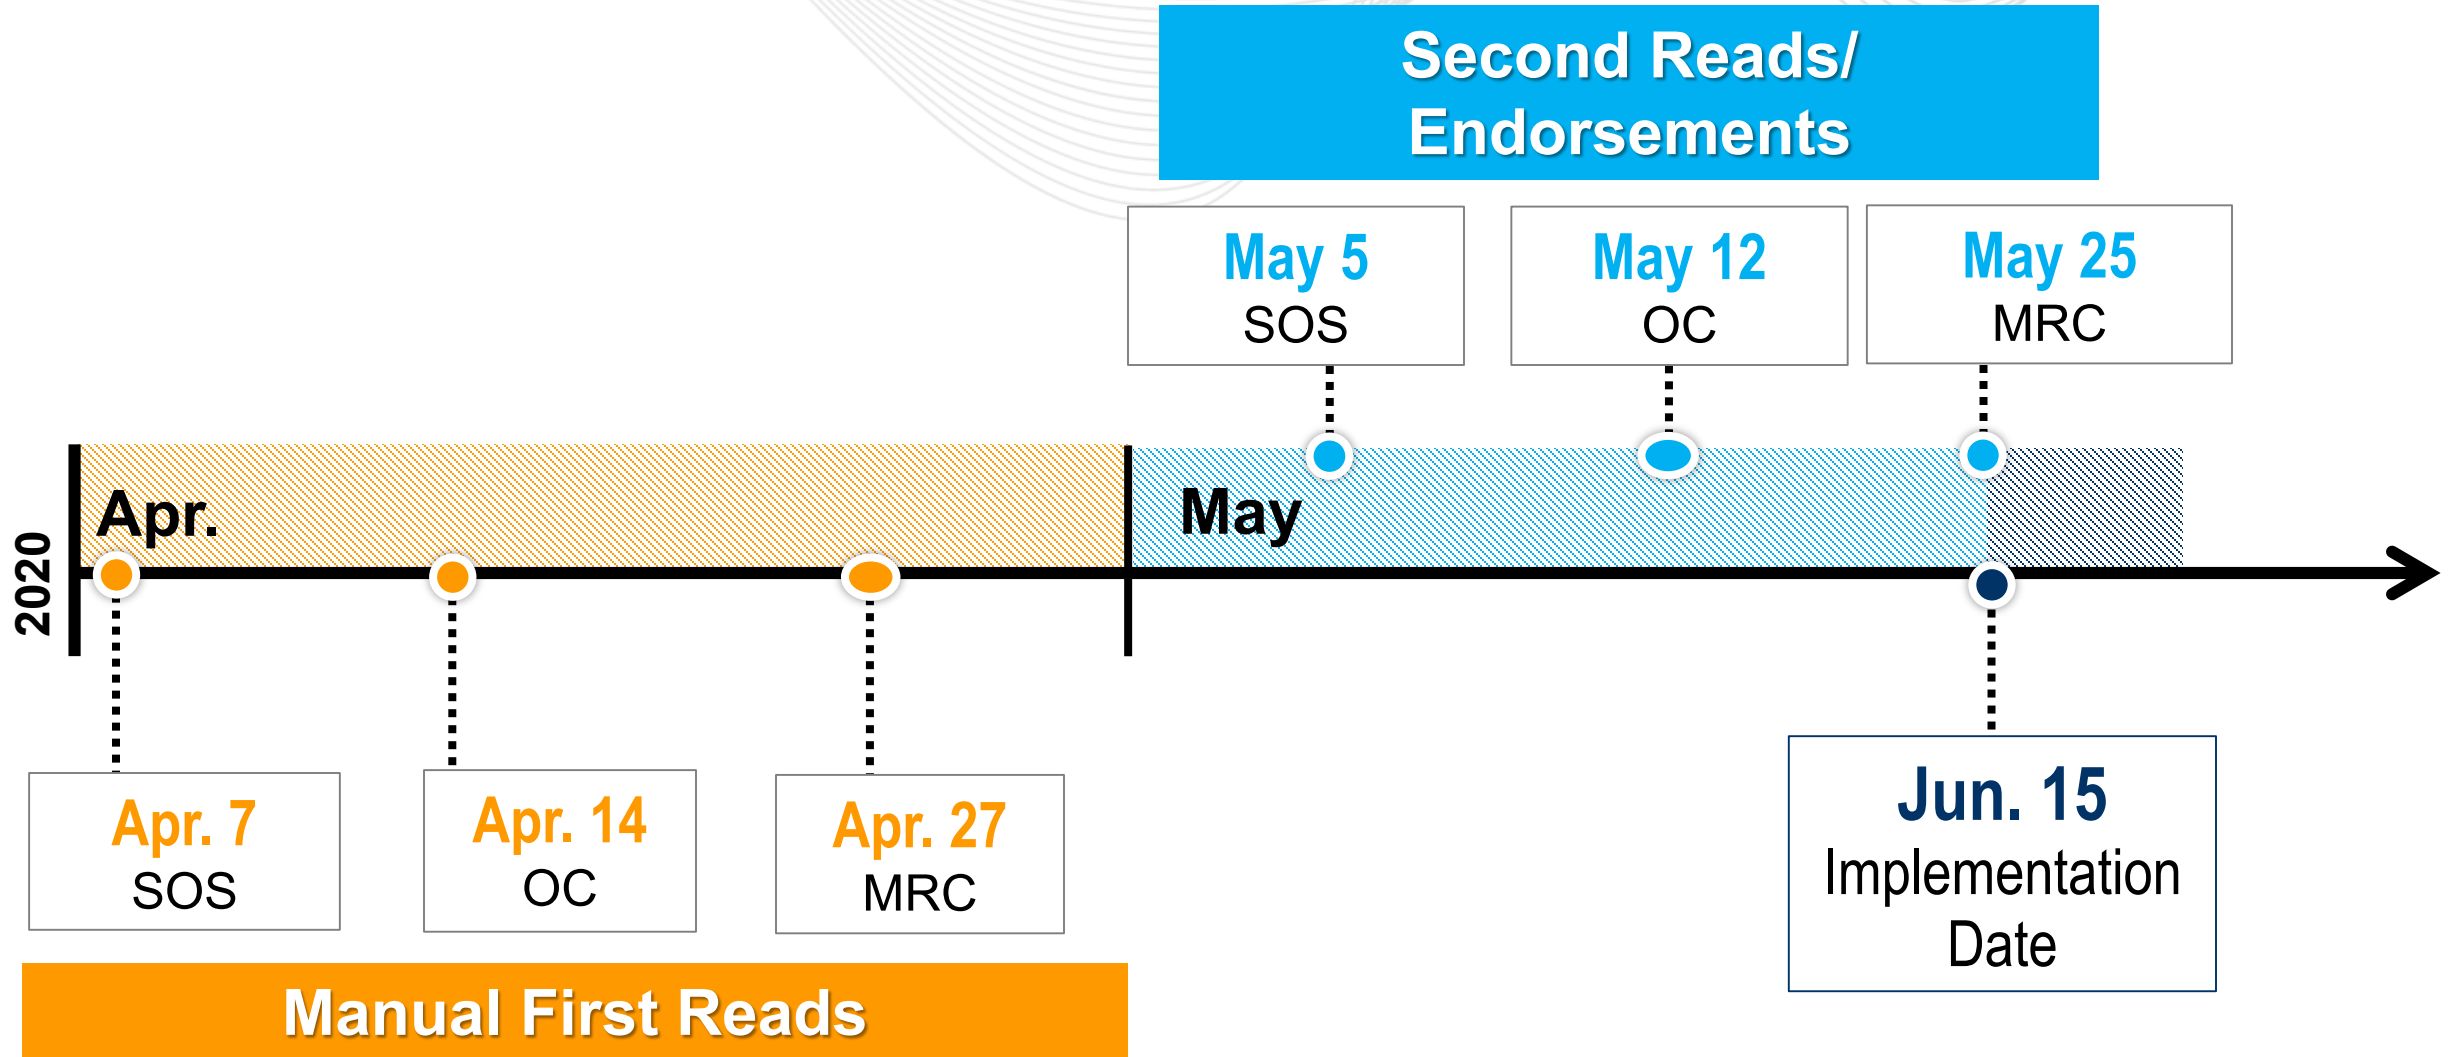 Second Reads/
Endorsements
May 5
SOS
May 12
OC
May 25
MRC
2020
Apr.
May
Apr. 7
SOS
Apr. 14
OC
Apr. 27
MRC
Jun. 15
Implementation
Date
Manual First Reads